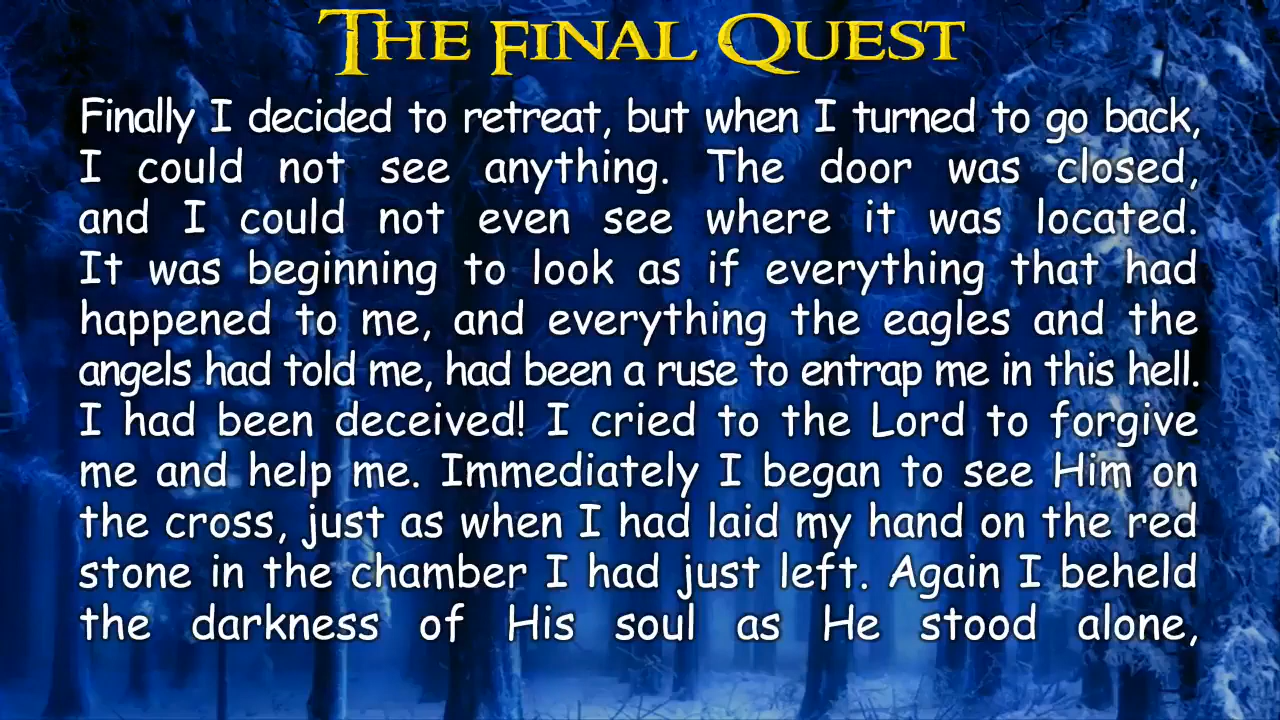 The Final Quest
Finally I decided to retreat, but when I turned to go back,
I could not see anything. The door was closed,
and I could not even see where it was located.
It was beginning to look as if everything that had
happened to me, and everything the eagles and the
angels had told me, had been a ruse to entrap me in this hell.
I had been deceived! I cried to the Lord to forgive
me and help me. Immediately I began to see Him on
the cross, just as when I had laid my hand on the red
stone in the chamber I had just left. Again I beheld
the darkness of His soul as He stood alone,